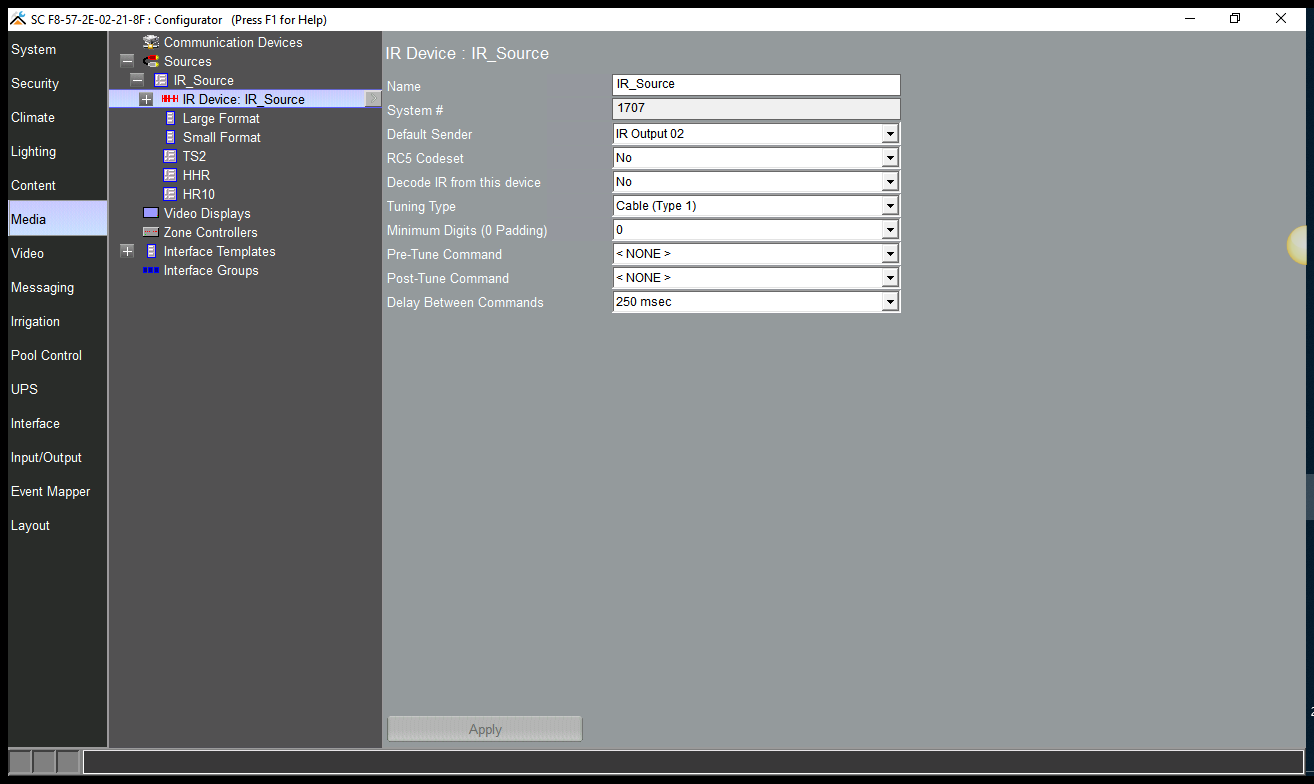 SC F8-57-2E-02-21-8F : Configurator   (Press F1 for Help)
System
Security
Climate
Lighting
Content
Media
Video
Messaging
Irrigation
Pool Control
UPS
Interface
Input/Output
Event Mapper
Layout
Communication Devices
Sources
IR_Source
IR Device: IR_Source
Large Format
Small Format
TS2
HHR
HR10
Video Displays
Zone Controllers
Interface Templates
Interface Groups
IR Device : IR_Source
Name IR_Source
System # 1707
Default Sender IR Output 02
RC5 Codeset No
Decode IR from this device No
Tuning Type Cable (Type 1)
Minimum Digits (0 Padding) 0
Pre-Tune Command < NONE >
Post-Tune Command < NONE >
Delay Between Commands 250 msec
Apply